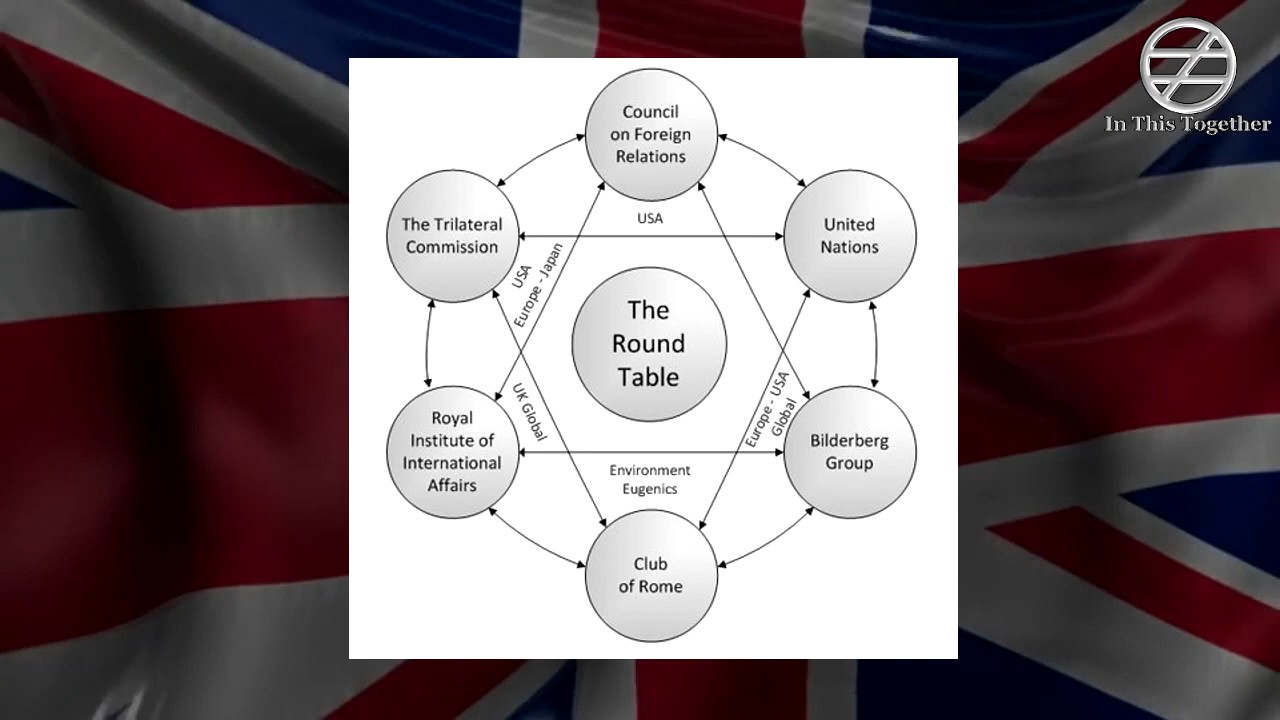 In This Together
Council
on Foreign
Relations
The Trilateral
Commission
United
Nations
USA
USA
Europe - Japan
The
Round
Table
UK Global
Europe - USA
Global
Royal
Institute of
International
Affairs
Bilderberg
Group
Environment
Eugenics
Club
of Rome